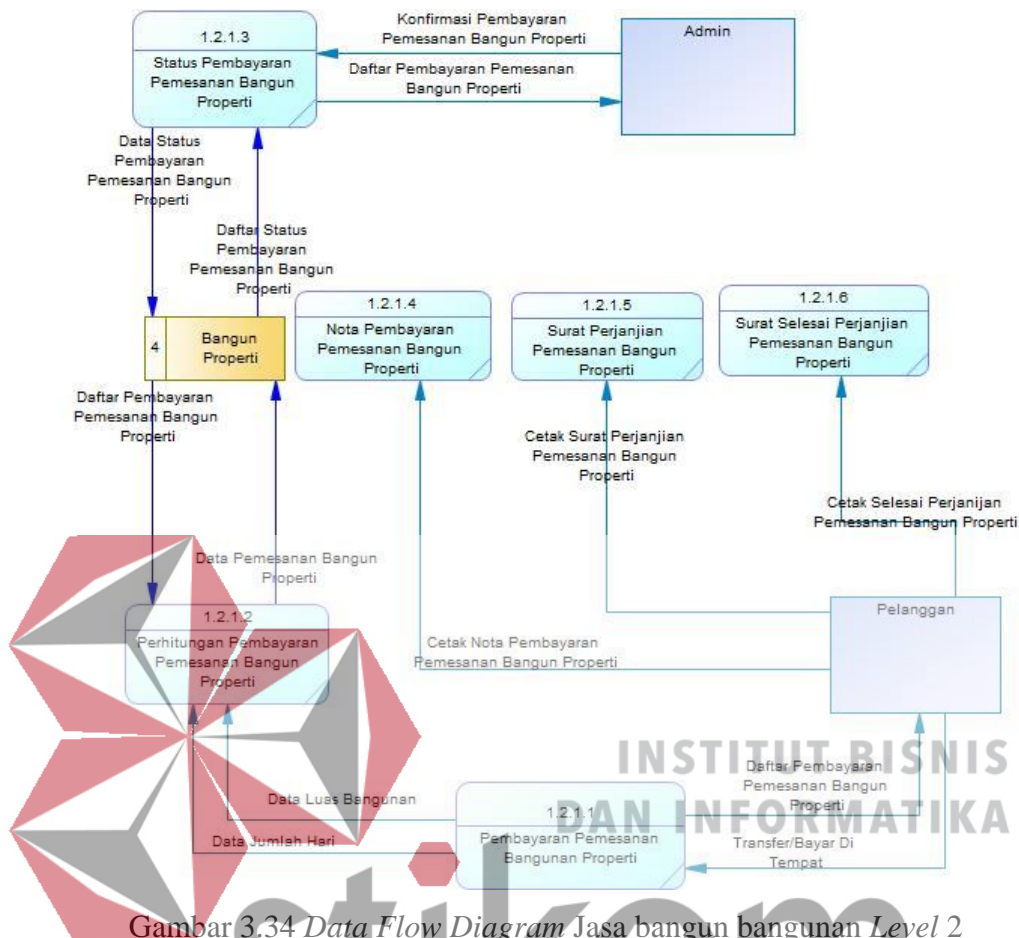 Konfirmasi Pembayaran
Pemesanan Bangun Properti
Admin
1.2.1.3
Status Pembayaran
Pemesanan Bangun
Properti
Daftar Pembayaran Pemesanan
Bangun Properti
Data Status
Pembayaran
Pemesanan Bangun
Properti
Daftar Status
Pembayaran
Pemesanan Bangun
Properti
4
Bangun
Properti
1.2.1.4
Nota Pembayaran
Pemesanan Bangun
Properti
1.2.1.5
Surat Perjanjian
Pemesanan Bangun
Properti
1.2.1.6
Surat Selesai Perjanjian
Pemesanan Bangun
Properti
Daftar Pembayaran
Pemesanan Bangun
Properti
Cetak Surat Perjanjian
Pemesanan Bangun
Properti
Cetak Selesai Perjanijan
Pemesanan Bangun Properti
Data Pemesanan Bangun
Properti
1.2.1.2
Perhitungan Pembayaran
Pemesanan Bangun
Properti
Cetak Nota Pembayaran
Pemesanan Bangun Properti
Pelanggan
INSTITUT BISNIS
DAN INFORMATIKA
Daftar Pembayaran
Pemesanan Bangun
Properti
Data Luas Bangunan
Data Jumlah Hari
1.2.1.1
Pembayaran Pemesanan
Bangunan Properti
Transfer/Bayar Di
Tempat
stikom
Gambar 3.34 Data Flow Diagram Jasa bangun bangunan Level 2